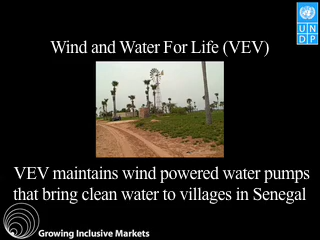 Wind and Water For Life (VEV)
U N
D P
VEV maintains wind powered water pumps
that bring clean water to villages in Senegal
Growing Inclusive Markets